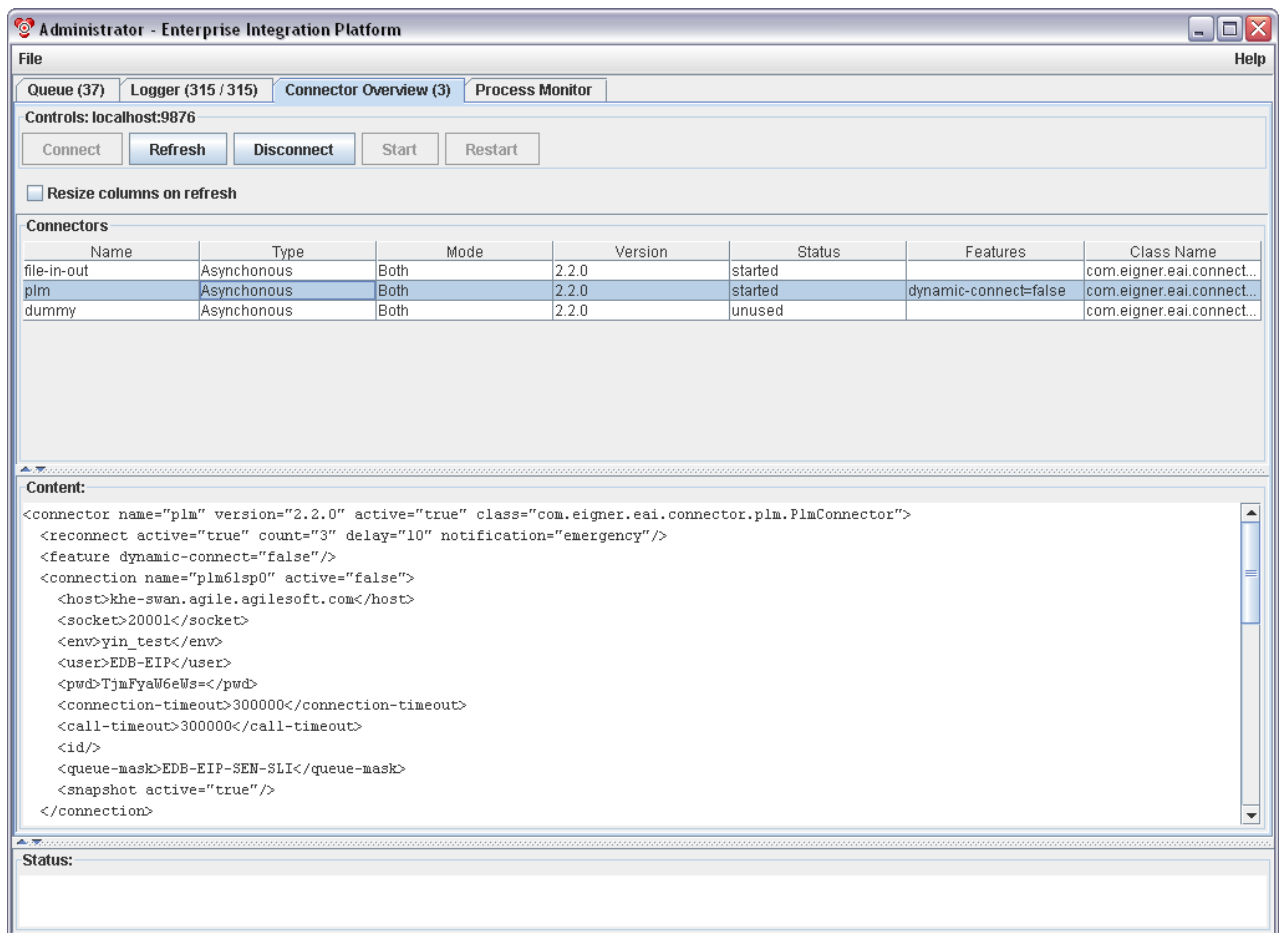 Administrator - Enterprise Integration Platform
File Help
Queue (37) Logger (315 / 315) Connector Overview (3) Process Monitor
Controls: localhost:9876
Connect Refresh Disconnect Start Restart
Resize columns on refresh
Connectors
Name Type Mode Version Status Features Class Name
file-in-out Asynchonous Both 2.2.0 started com.eigner.eai.connect...
plm Asynchonous Both 2.2.0 started dynamic-connect=false com.eigner.eai.connect...
dummy Asynchonous Both 2.2.0 unused com.eigner.eai.connect...
Content:
<connector name="plm" version="2.2.0" active="true" class="com.eigner.eai.connector.plm.PlmConnector">
<reconnect active="true" count="3" delay="10" notification="emergency"/>
<feature dynamic-connect="false"/>
<connection name="plm61sp0" active="false">
<host>khe-swan.agile.agilesoft.com</host>
<socket>20001</socket>
<env>yin_test</env>
<user>EDB-EIP</user>
<pwd>TjmFyaW6eWs=</pwd>
<connection-timeout>300000</connection-timeout>
<call-timeout>300000</call-timeout>
<id/>
<queue-mask>EDB-EIP-SEN-SLI</queue-mask>
<snapshot active="true"/>
</connection>
Status: